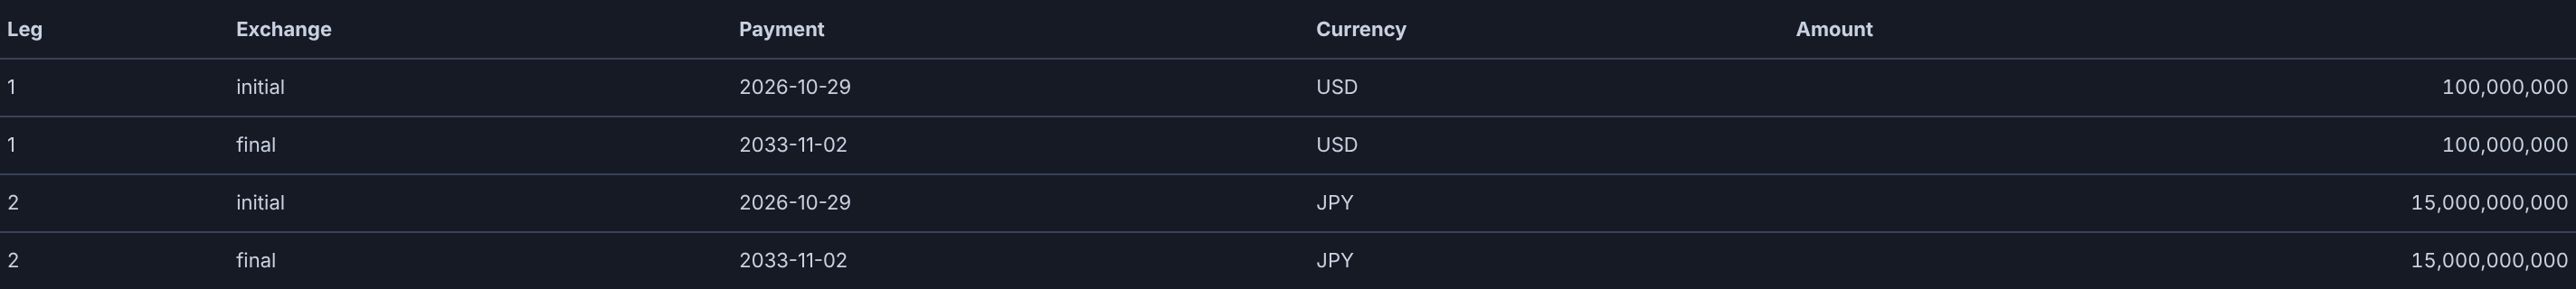 Leg Exchange Payment Currency Amount
1 initial 2026-10-29 USD 100,000,000
1 final 2033-11-02 USD 100,000,000
2 initial 2026-10-29 JPY 15,000,000,000
2 final 2033-11-02 JPY 15,000,000,000